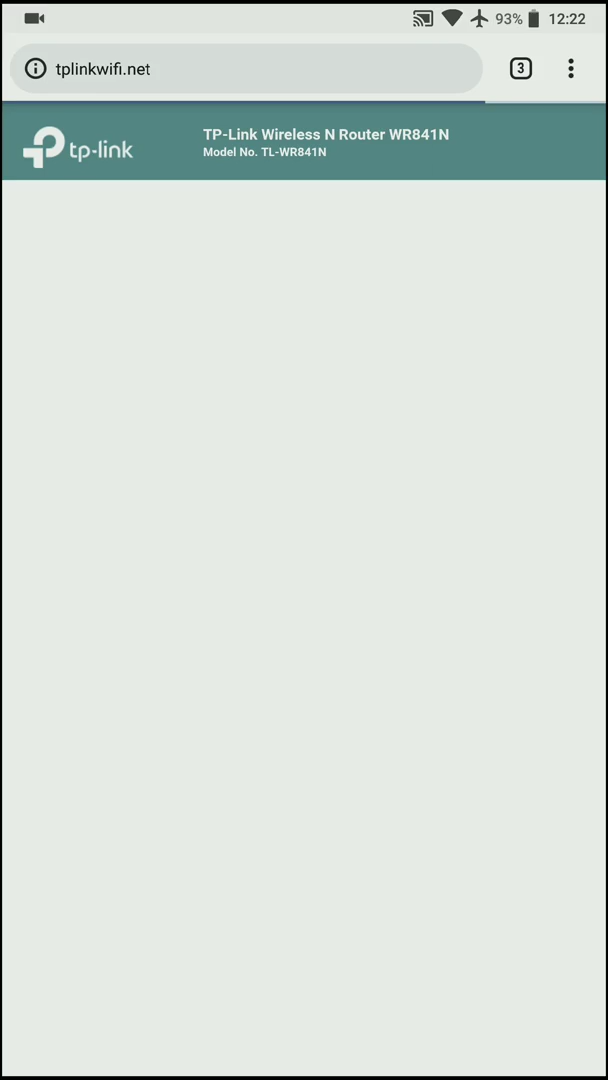 93% 12:22
tplinkwifi.net 3
tp-link
TP-Link Wireless N Router WR841N
Model No. TL-WR841N